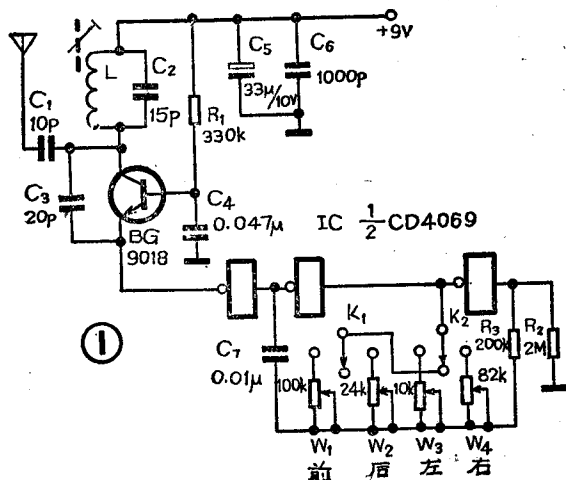 +9V
C₁
10p
L
C₂
15p
R₁
330k
C₅
33μ/10V
C₆
1000p
C₃
20p
BG
9018
C₄
0.047μ
IC 1/2 CD4069
①
C₇
0.01μ
K₁
K₂
R₃
200k
R₂
2M
100k
24k
10k
82k
W₁ W₂ W₃ W₄
前 后 左 右